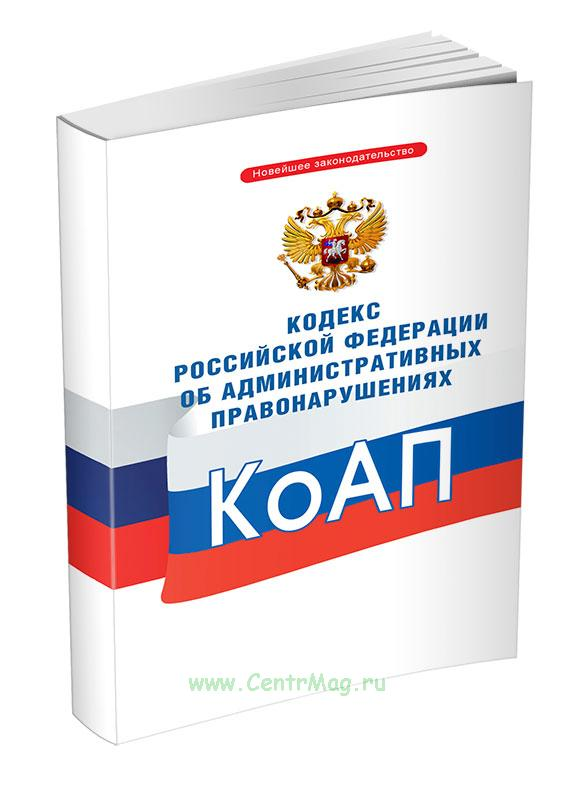 Новейшее законодательство
КОДЕКС
РОССИЙСКОЙ ФЕДЕРАЦИИ
ОБ АДМИНИСТРАТИВНЫХ
ПРАВОНАРУШЕНИЯХ
КоАП
www.CentrMag.ru